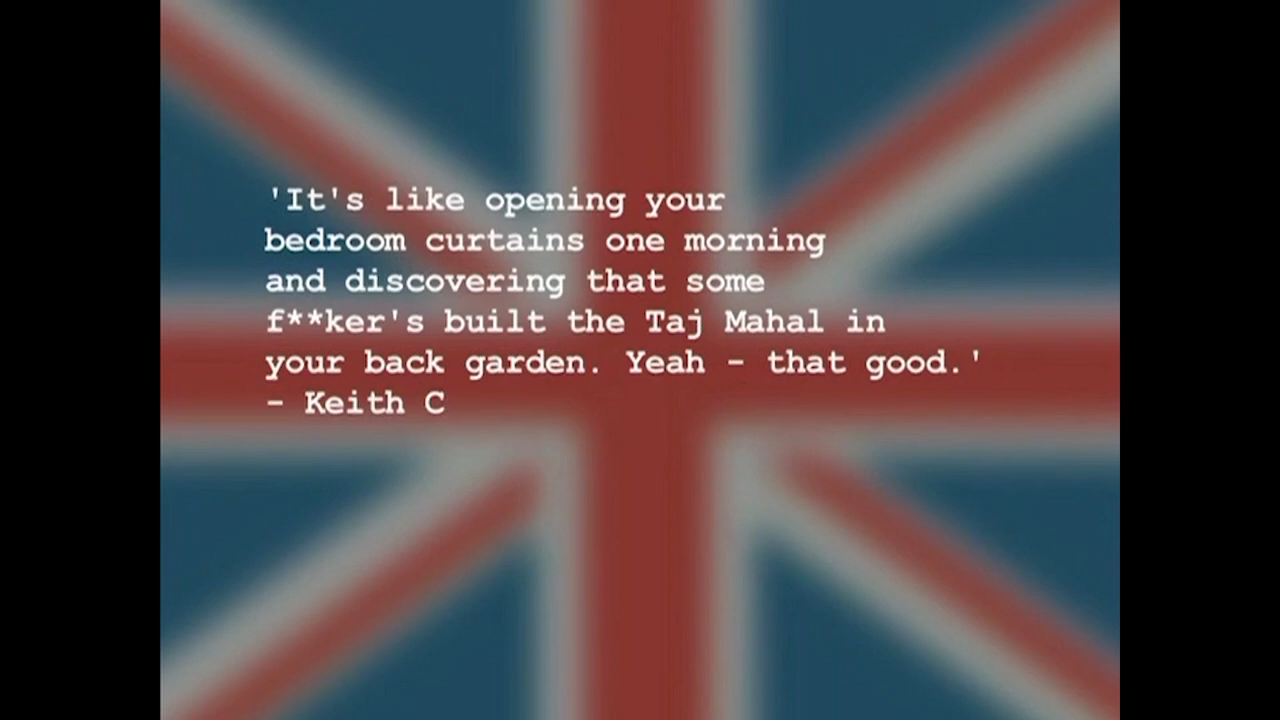 'It's like opening your
bedroom curtains one morning
and discovering that some
f**ker's built the Taj Mahal in
your back garden. Yeah - that good.'
- Keith C